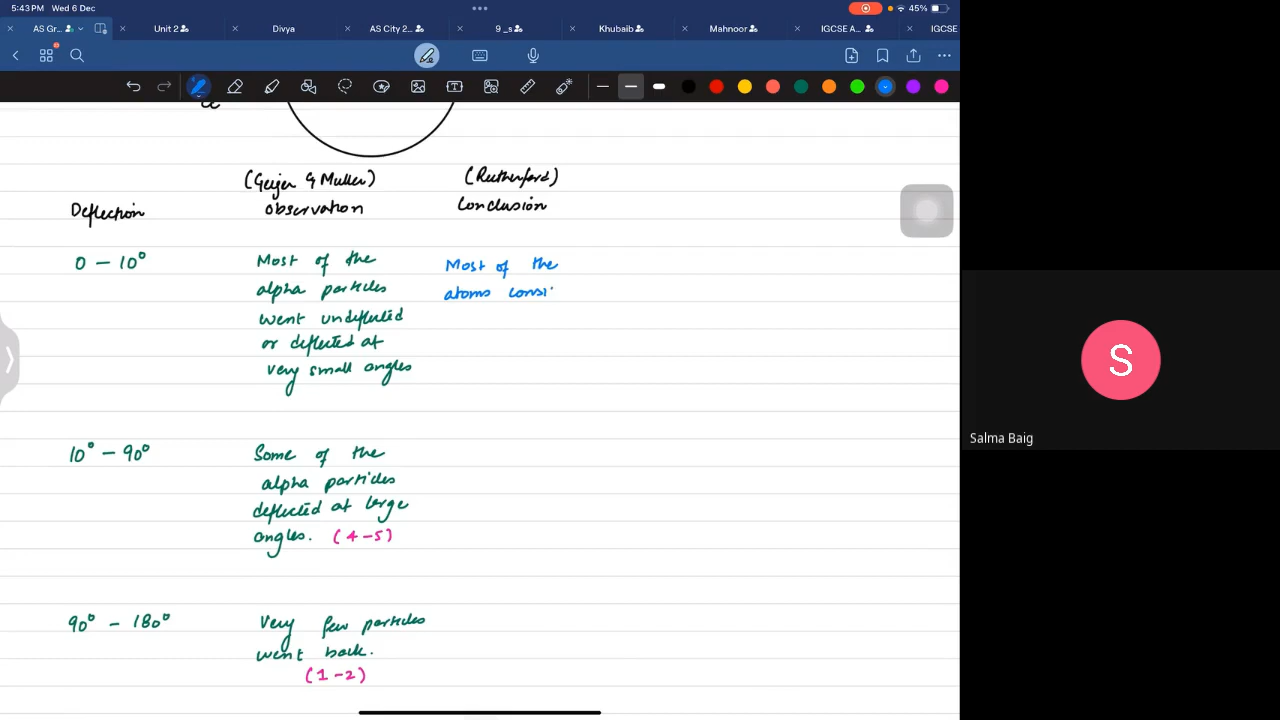 5:43 PM Wed 6 Dec
45%
AS Gr...
Unit 2
Divya
AS City 2...
9 _s
Khubaib
Mahnoor
IGCSE A...
IGCSE
(Geijer & Muller)
(Rutherford)
Deflection
observation
Conclusion
0 – 10°
Most of the
alpha particles
went undeflected
or deflected at
very small angles
Most of the
atoms consi
10° – 90°
Some of the
alpha particles
deflected at large
angles. (4-5)
90° – 180°
Very few particles
went back.
(1-2)
S
Salma Baig